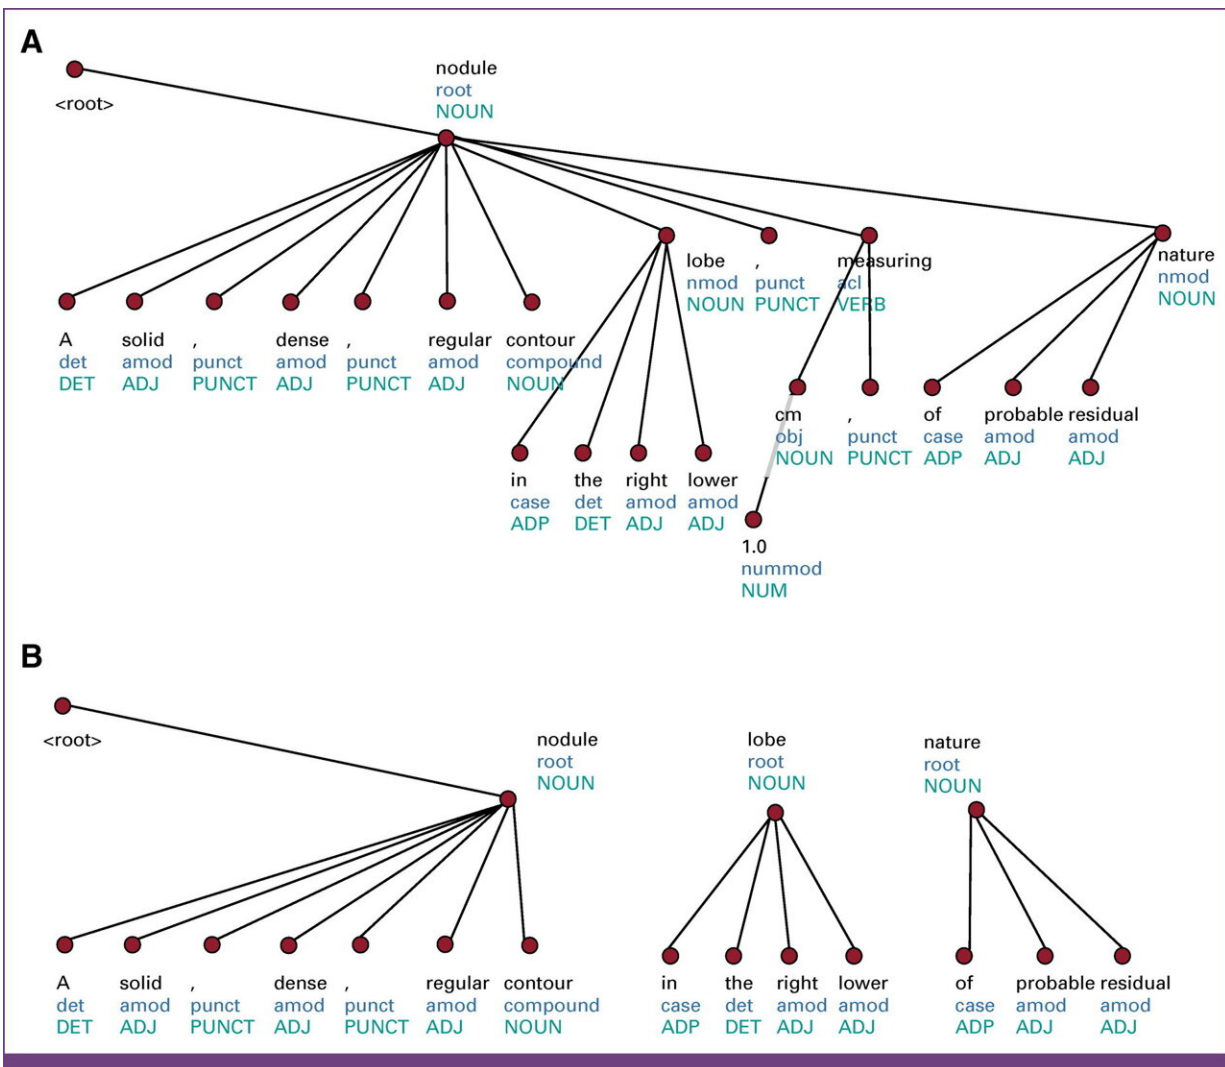 A
<root>
nodule
root
NOUN
lobe , measuring nature
nmod punct acl nmod
NOUN PUNCT VERB NOUN
A solid , dense , regular contour
det amod punct amod punct amod compound
DET ADJ PUNCT ADJ PUNCT ADJ NOUN
cm , of probable residual
obj punct case amod amod
NOUN PUNCT ADP ADJ ADJ
in the right lower
case det amod amod
ADP DET ADJ ADJ
1.0
nummod
NUM
B
<root>
nodule lobe nature
root root root
NOUN NOUN NOUN
A solid , dense , regular contour in the right lower of probable residual
det amod punct amod punct amod compound case det amod amod case amod amod
DET ADJ PUNCT ADJ PUNCT ADJ NOUN ADP DET ADJ ADJ ADP ADJ ADJ